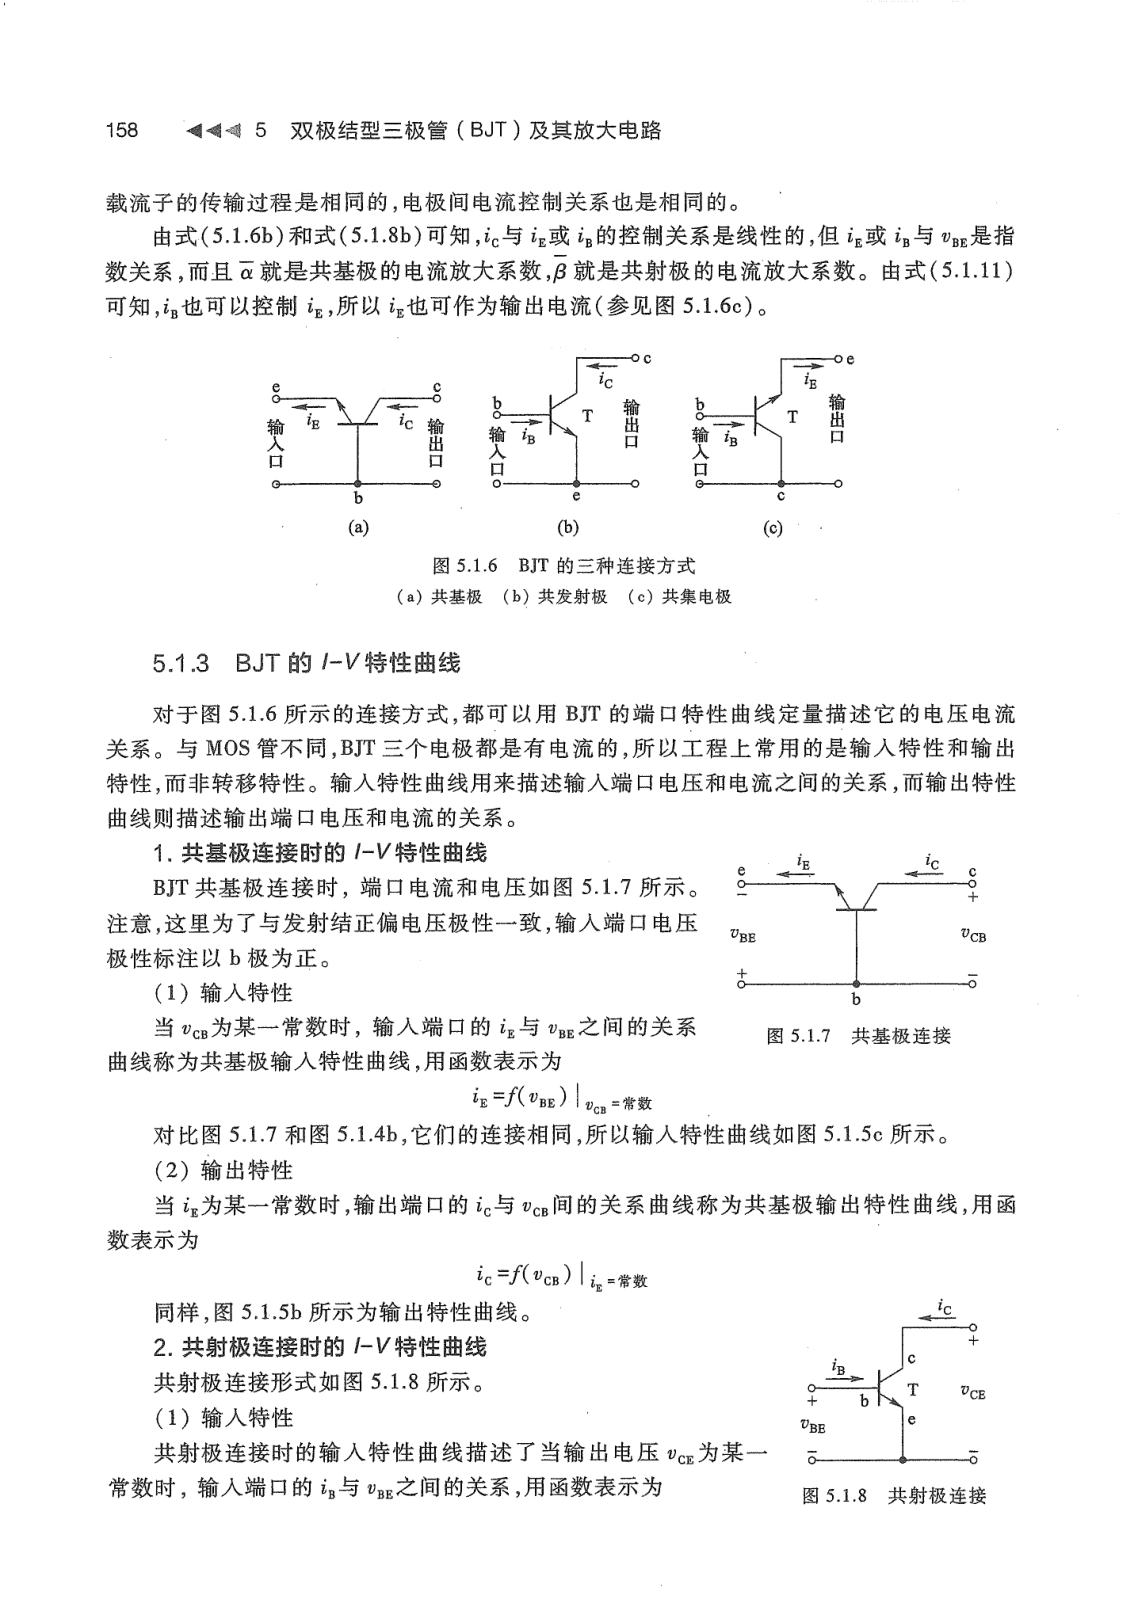 158 ◀◀◀ 5 双极结型三极管（BJT）及其放大电路
载流子的传输过程是相同的,电极间电流控制关系也是相同的。
由式(5.1.6b)和式(5.1.8b)可知,iC与 iE或 iB的控制关系是线性的,但 iE或 iB与 vBE是指
数关系,而且 ᾱ 就是共基极的电流放大系数,β̄ 就是共射极的电流放大系数。由式(5.1.11)
可知,iB也可以控制 iE,所以 iE也可作为输出电流(参见图 5.1.6c)。
e
c
iE
iC
输入口
输出口
b
(a)
c
iC
b
T
iB
输入口
输出口
e
(b)
e
iE
b
T
iB
输入口
输出口
c
(c)
图 5.1.6 BJT 的三种连接方式
(a) 共基极 (b) 共发射极 (c) 共集电极
5.1.3 BJT 的 I-V 特性曲线
对于图 5.1.6 所示的连接方式,都可以用 BJT 的端口特性曲线定量描述它的电压电流
关系。与 MOS 管不同,BJT 三个电极都是有电流的,所以工程上常用的是输入特性和输出
特性,而非转移特性。输入特性曲线用来描述输入端口电压和电流之间的关系,而输出特性
曲线则描述输出端口电压和电流的关系。
1. 共基极连接时的 I-V 特性曲线
BJT 共基极连接时, 端口电流和电压如图 5.1.7 所示。
注意,这里为了与发射结正偏电压极性一致,输入端口电压
极性标注以 b 极为正。
(1) 输入特性
当 vCB为某一常数时, 输入端口的 iE与 vBE之间的关系
曲线称为共基极输入特性曲线,用函数表示为
e
iE
iC
c
−
+
vBE
vCB
+
−
b
图 5.1.7 共基极连接
iE=f(vBE)|vCB=常数
对比图 5.1.7 和图 5.1.4b,它们的连接相同,所以输入特性曲线如图 5.1.5c 所示。
(2) 输出特性
当 iE为某一常数时,输出端口的 iC与 vCB间的关系曲线称为共基极输出特性曲线,用函
数表示为
iC=f(vCB)|iE=常数
同样,图 5.1.5b 所示为输出特性曲线。
2. 共射极连接时的 I-V 特性曲线
共射极连接形式如图 5.1.8 所示。
(1) 输入特性
共射极连接时的输入特性曲线描述了当输出电压 vCE为某一
常数时, 输入端口的 iB与 vBE之间的关系,用函数表示为
iC
+
c
iB
b
T
vCE
+
vBE
e
−
−
图 5.1.8 共射极连接